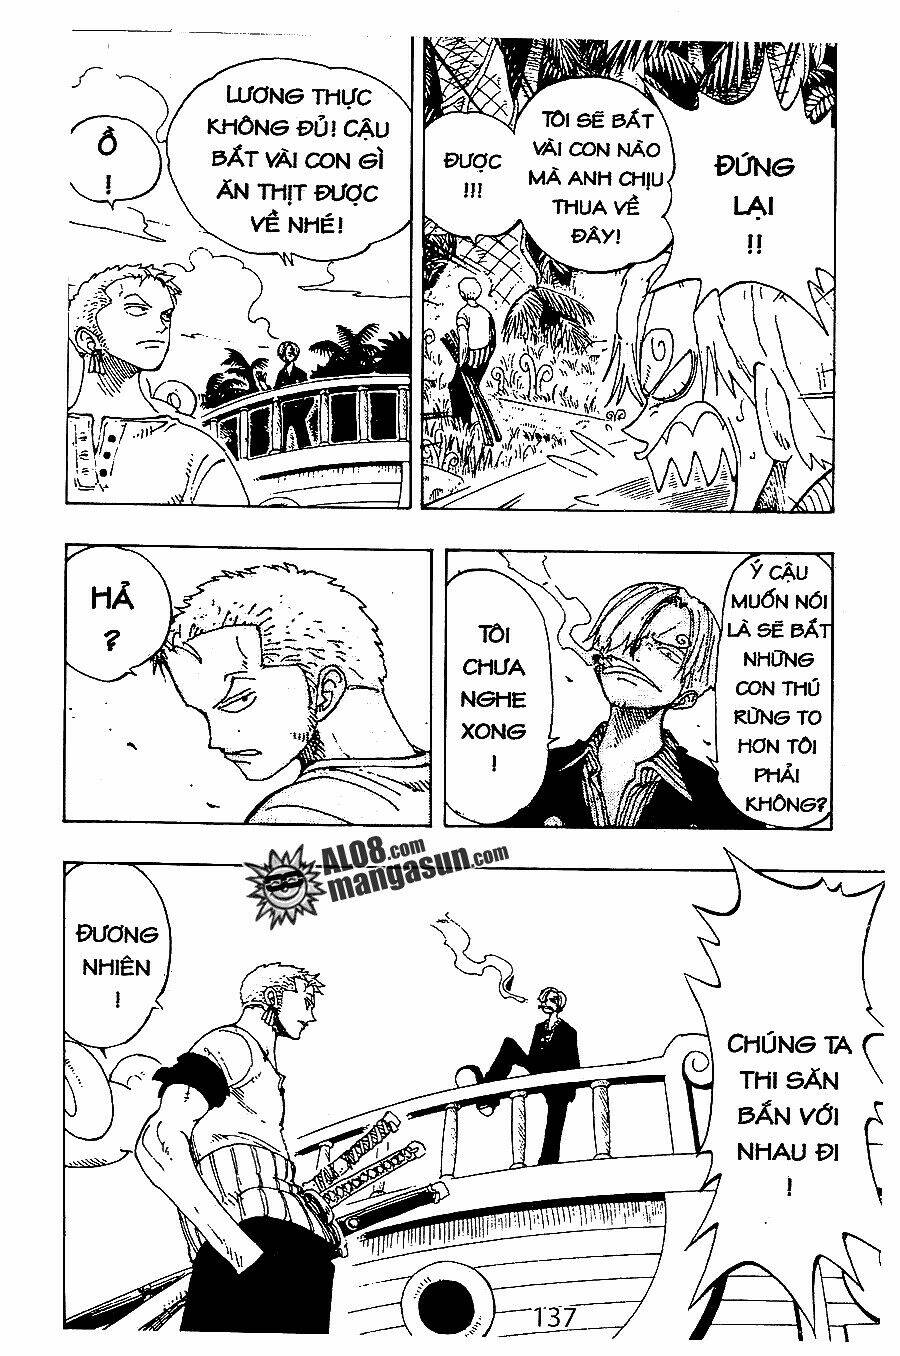 LƯƠNG THỰC
KHÔNG ĐỦ! CẬU
BẮT VÀI CON GÌ
ĂN THỊT ĐƯỢC
VỀ NHÉ!
Ồ
!
ĐỨNG
LẠI
!!
TÔI SẼ BẮT
VÀI CON NÀO
MÀ ANH CHỊU
THUA VỀ
ĐÂY!
ĐƯỢC
!!!
HẢ
?
Ý CẬU
MUỐN NÓI
LÀ SẼ BẮT
NHỮNG
CON THÚ
RỪNG TO
HƠN TÔI
PHẢI
KHÔNG?
TÔI
CHƯA
NGHE
XONG
!
AL08.com
mangasun.com
ĐƯƠNG
NHIÊN
!
CHÚNG TA
THI SĂN
BẮN VỚI
NHAU ĐI
!
137